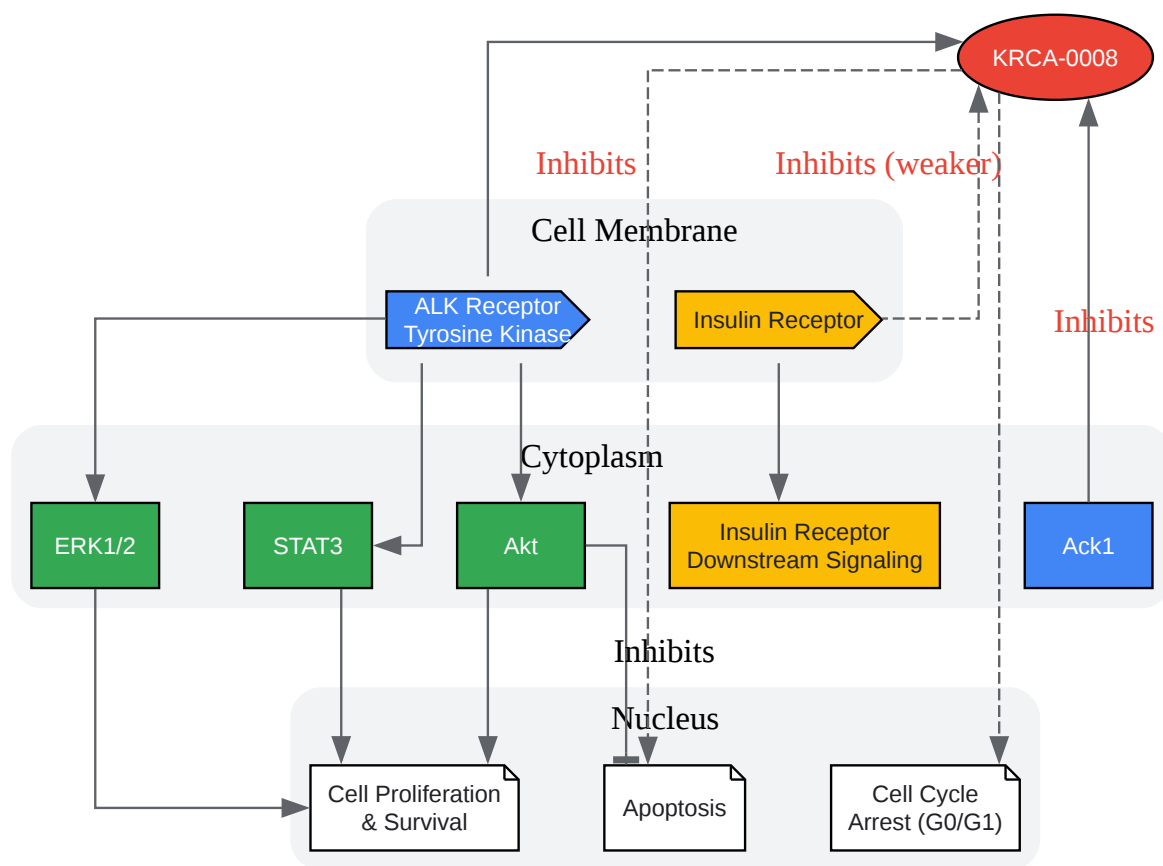 KRCA-0008
Inhibits
Inhibits (weaker)
Cell Membrane
ALK Receptor
Tyrosine Kinase
Insulin Receptor
Inhibits
Cytoplasm
ERK1/2
STAT3
Akt
Insulin Receptor
Downstream Signaling
Ack1
Inhibits
Nucleus
Cell Proliferation
& Survival
Apoptosis
Cell Cycle
Arrest (G0/G1)